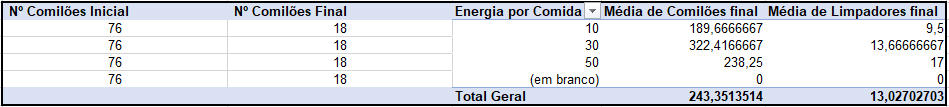 Nº Comilões Inicial Nº Comilões Final Energia por Comida Média de Comilões final Média de Limpadores final
76 18 10 189,6666667 9,5
76 18 30 322,4166667 13,66666667
76 18 50 238,25 17
76 18 (em branco) 0 0
Total Geral 243,3513514 13,02702703